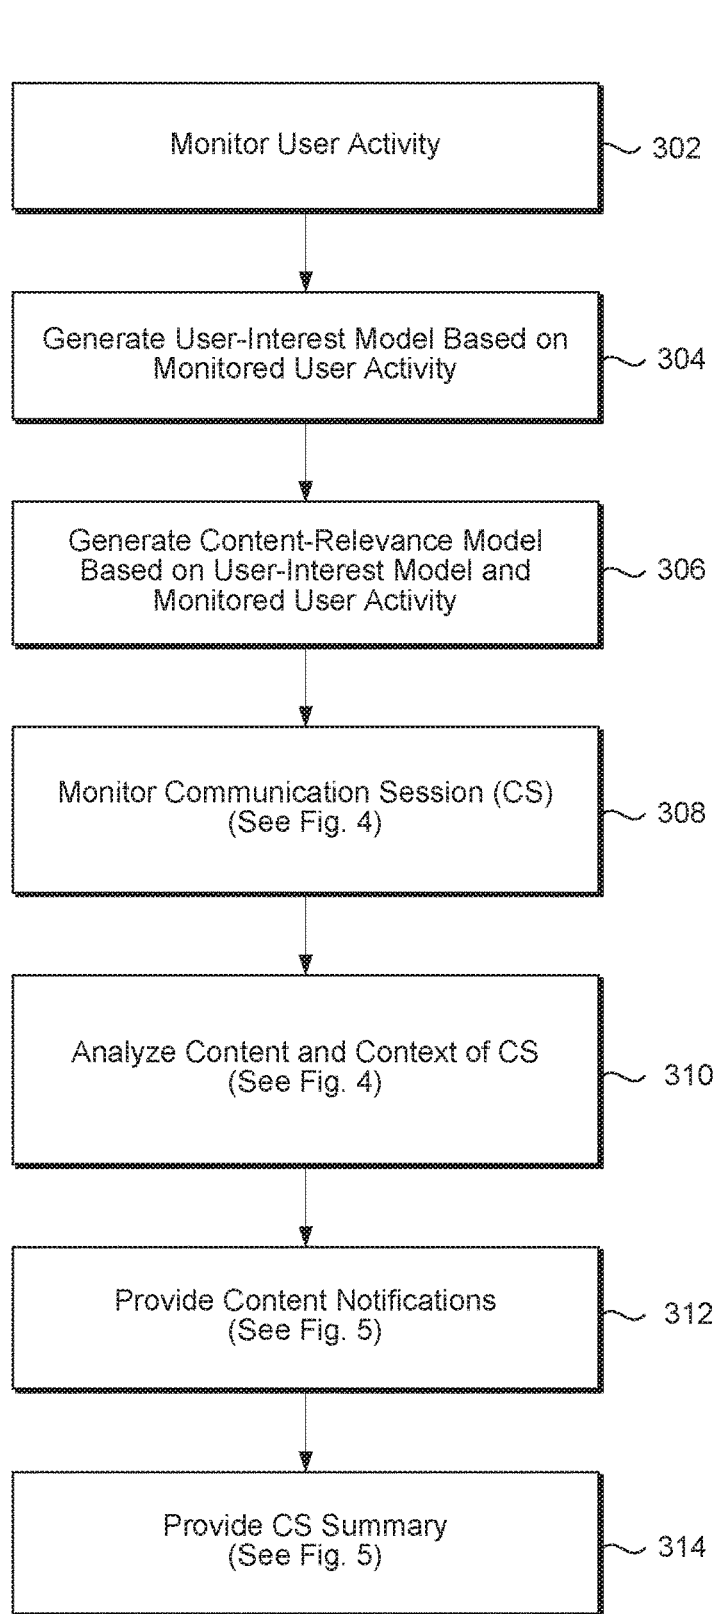 Monitor User Activity
302
Generate User-Interest Model Based on
Monitored User Activity
304
Generate Content-Relevance Model
Based on User-Interest Model and
Monitored User Activity
306
Monitor Communication Session (CS)
(See Fig. 4)
308
Analyze Content and Context of CS
(See Fig. 4)
310
Provide Content Notifications
(See Fig. 5)
312
Provide CS Summary
(See Fig. 5)
314